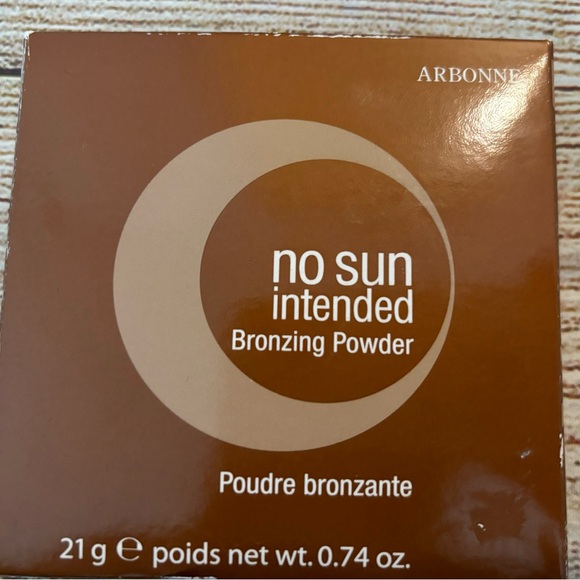 ARBONNE
no sun
intended
Bronzing Powder
Poudre bronzante
21 g ℮ poids net wt. 0.74 oz.